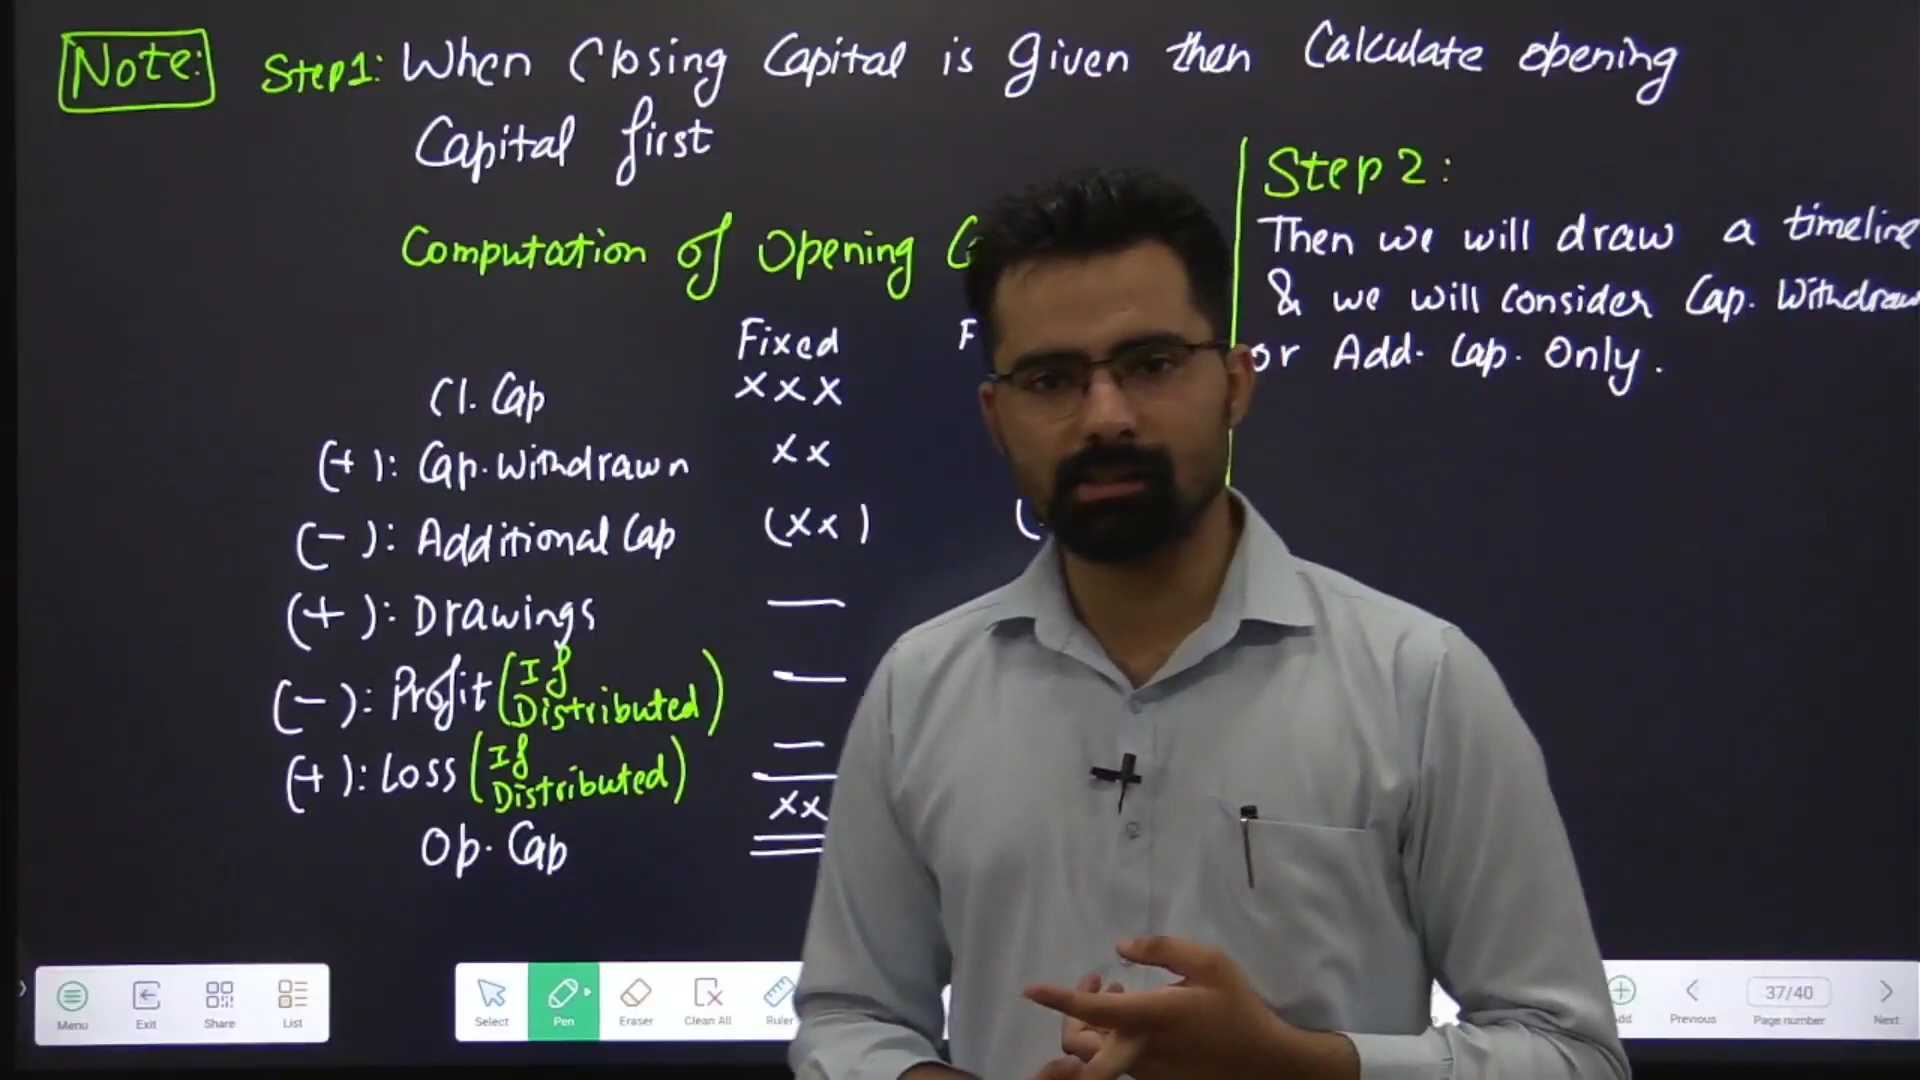 Note:
Step1: When Closing Capital is given then Calculate opening
Capital first
Computation of Opening
Fixed
Cl. Cap xxx
(+): Cap. Withdrawn xx
(-): Additional Cap (xx)
(+): Drawings —
(-): Profit (If Distributed) —
(+): Loss (If Distributed) —
Op. Cap xx
Step 2:
Then we will draw a timeline
& we will consider Cap. Withdraw
or Add. Cap. Only.
Menu Exit Share List
Select Pen Eraser Clean All Ruler
Previous 37/40 Page number Next